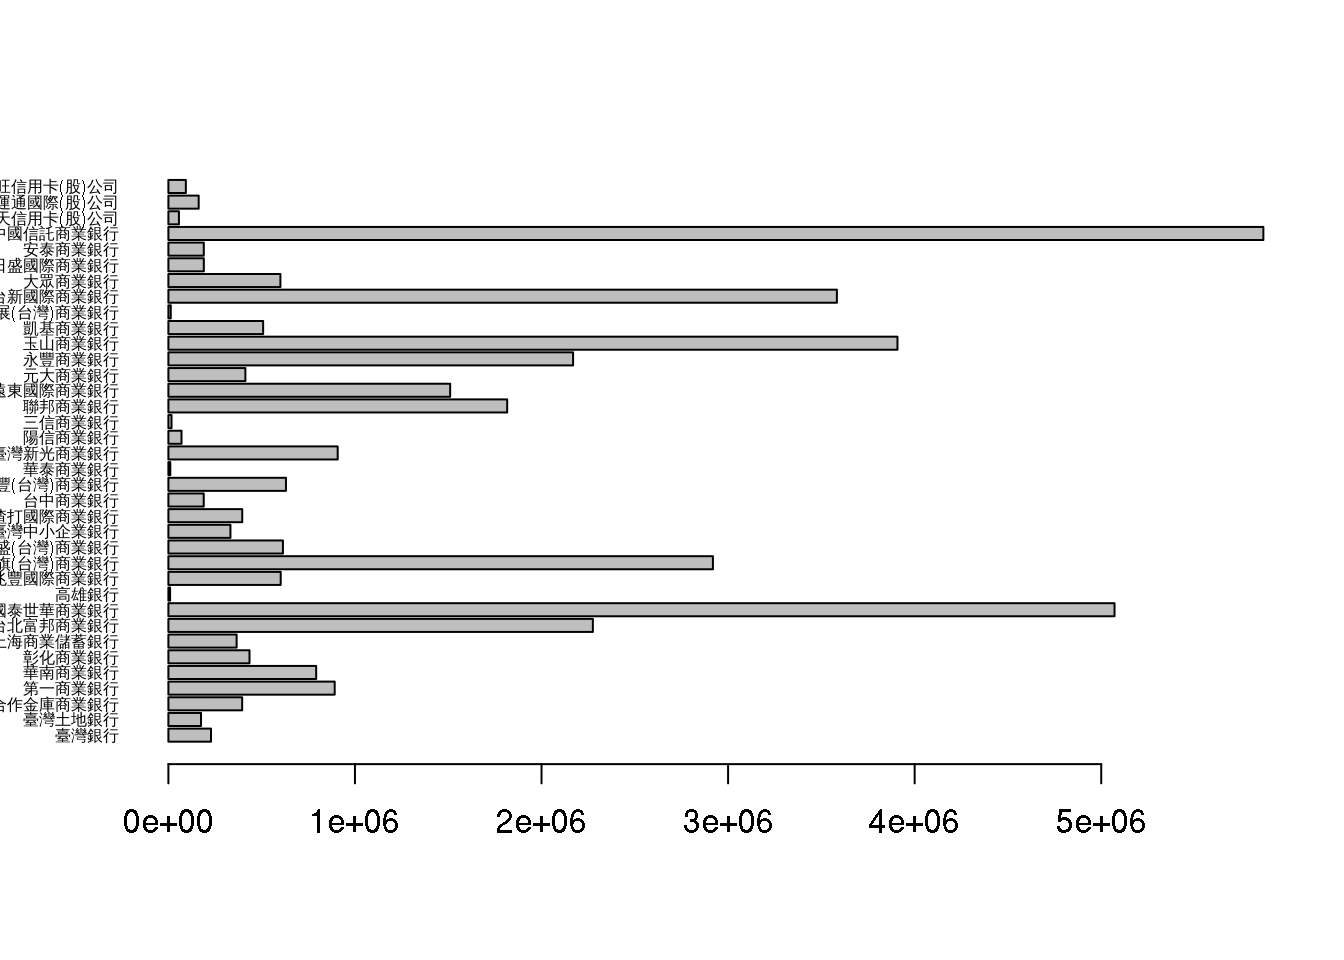 旺信用卡(股)公司
運通國際(股)公司
天信用卡(股)公司
中國信託商業銀行
安泰商業銀行
日盛國際商業銀行
大眾商業銀行
台新國際商業銀行
展(台灣)商業銀行
凱基商業銀行
玉山商業銀行
永豐商業銀行
元大商業銀行
遠東國際商業銀行
聯邦商業銀行
三信商業銀行
陽信商業銀行
臺灣新光商業銀行
華泰商業銀行
豐(台灣)商業銀行
台中商業銀行
渣打國際商業銀行
臺灣中小企業銀行
盛(台灣)商業銀行
旗(台灣)商業銀行
兆豐國際商業銀行
高雄銀行
國泰世華商業銀行
台北富邦商業銀行
上海商業儲蓄銀行
彰化商業銀行
華南商業銀行
第一商業銀行
合作金庫商業銀行
臺灣土地銀行
臺灣銀行
0e+00 1e+06 2e+06 3e+06 4e+06 5e+06